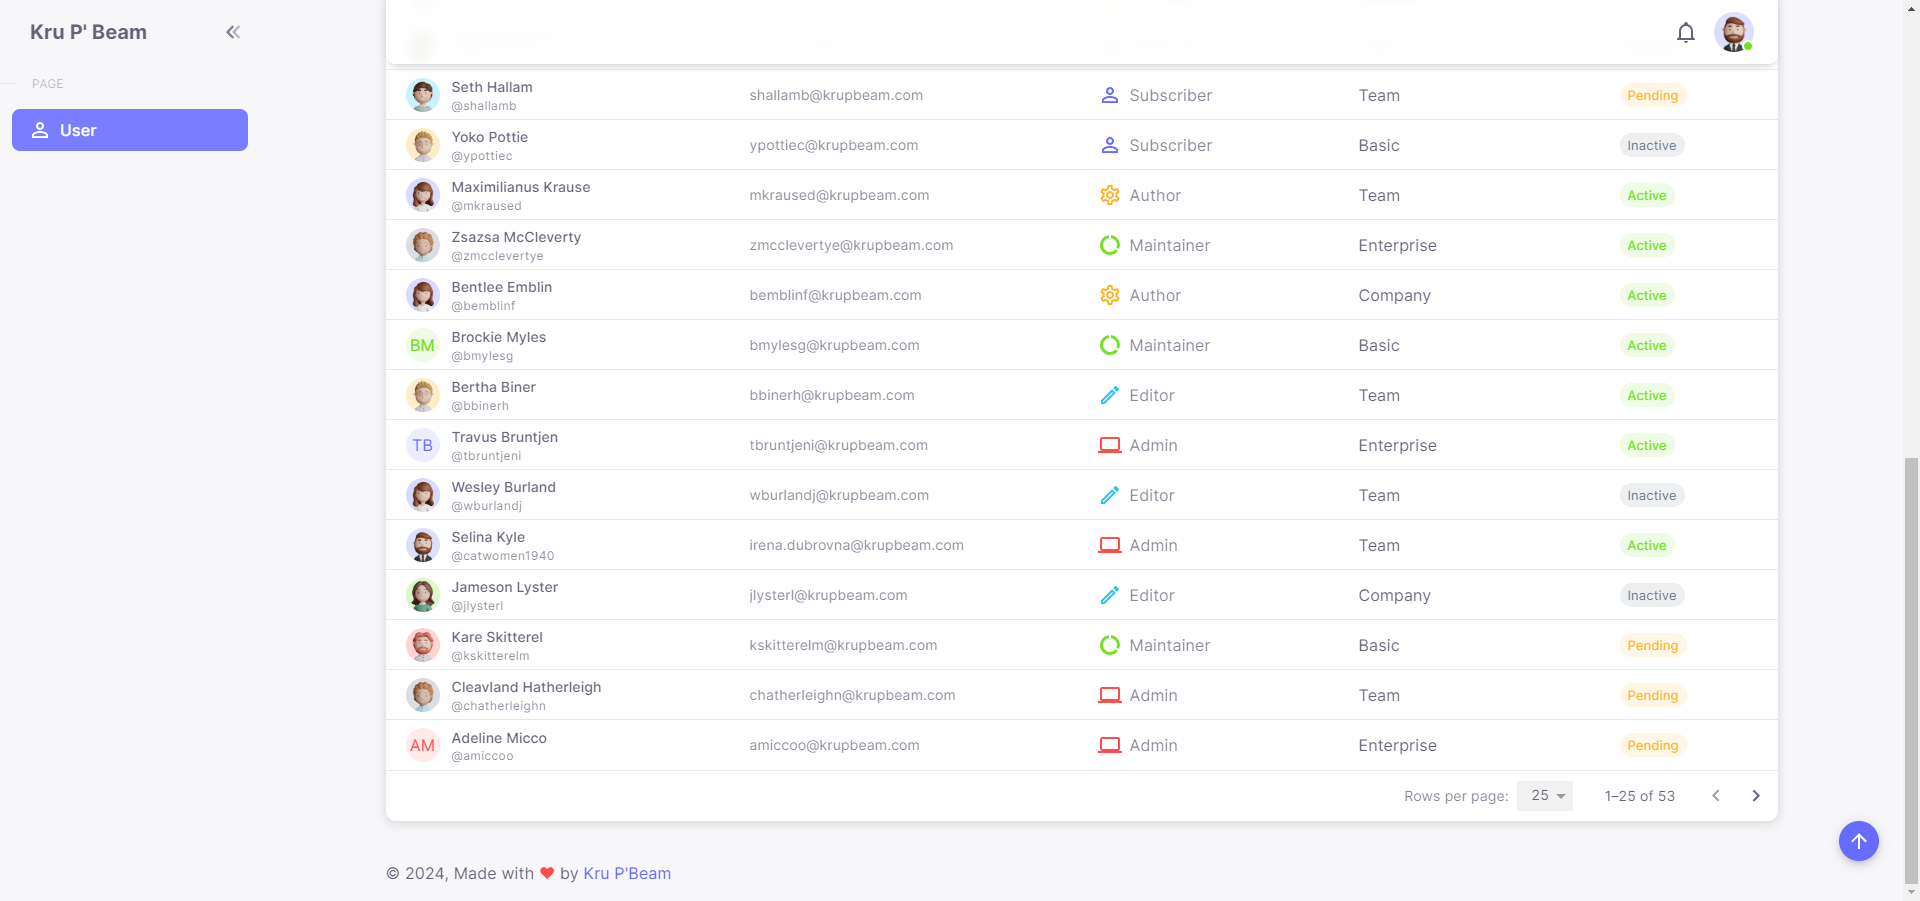 Kru P' Beam
PAGE
User
Seth Hallam
@shallamb
shallamb@krupbeam.com
Subscriber
Team
Pending
Yoko Pottie
@ypottiec
ypottiec@krupbeam.com
Subscriber
Basic
Inactive
Maximilianus Krause
@mkraused
mkraused@krupbeam.com
Author
Team
Active
Zsazsa McCleverty
@zmcclevertye
zmcclevertye@krupbeam.com
Maintainer
Enterprise
Active
Bentlee Emblin
@bemblinf
bemblinf@krupbeam.com
Author
Company
Active
BM
Brockie Myles
@bmylesg
bmylesg@krupbeam.com
Maintainer
Basic
Active
Bertha Biner
@bbinerh
bbinerh@krupbeam.com
Editor
Team
Active
TB
Travus Bruntjen
@tbruntjeni
tbruntjeni@krupbeam.com
Admin
Enterprise
Active
Wesley Burland
@wburlandj
wburlandj@krupbeam.com
Editor
Team
Inactive
Selina Kyle
@catwomen1940
irena.dubrovna@krupbeam.com
Admin
Team
Active
Jameson Lyster
@jlysterl
jlysterl@krupbeam.com
Editor
Company
Inactive
Kare Skitterel
@kskitterelm
kskitterelm@krupbeam.com
Maintainer
Basic
Pending
Cleavland Hatherleigh
@chatherleighn
chatherleighn@krupbeam.com
Admin
Team
Pending
AM
Adeline Micco
@amiccoo
amiccoo@krupbeam.com
Admin
Enterprise
Pending
Rows per page: 25 1–25 of 53
© 2024, Made with ❤ by Kru P'Beam